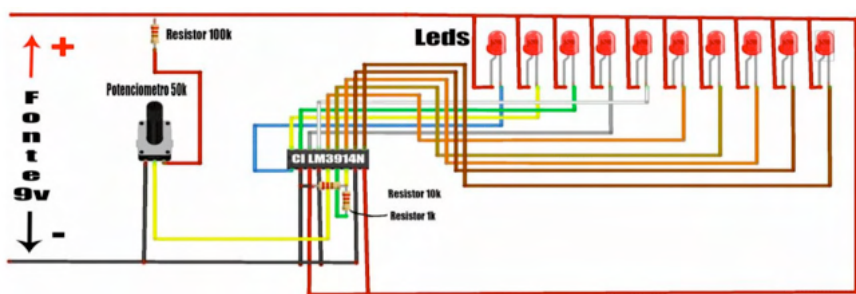 +
Fonte
9v
-
Resistor 100k
Potenciometro 50k
Leds
CI LM3914N
Resistor 10k
Resistor 1k